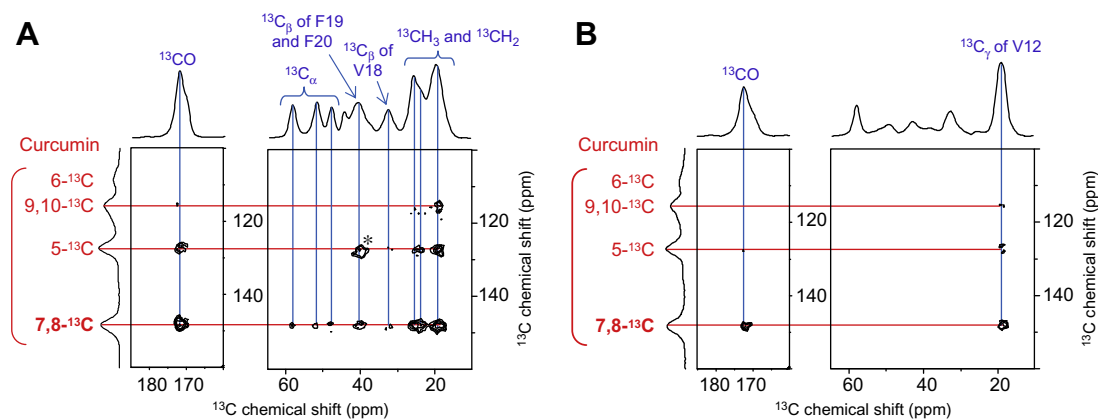 A
¹³CO
¹³Cβ of F19
and F20
¹³Cα
¹³Cβ of
V18
¹³CH₃ and ¹³CH₂
Curcumin
6-¹³C
9,10-¹³C
5-¹³C
7,8-¹³C
*
120
140
120
140
¹³C chemical shift (ppm)
180 170
60 40 20
¹³C chemical shift (ppm)
B
¹³CO
¹³Cγ of V12
Curcumin
6-¹³C
9,10-¹³C
5-¹³C
7,8-¹³C
120
140
120
140
¹³C chemical shift (ppm)
180 170
60 40 20
¹³C chemical shift (ppm)